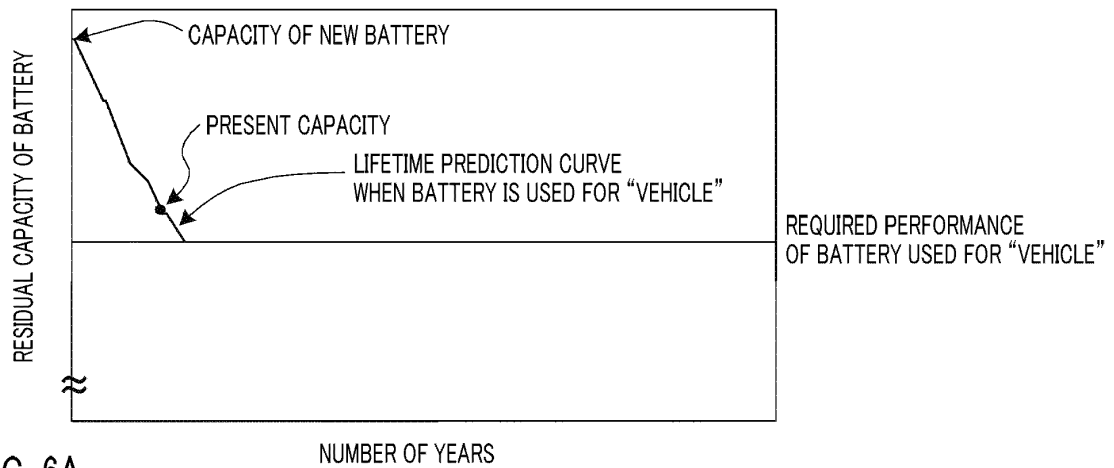 CAPACITY OF NEW BATTERY
PRESENT CAPACITY
LIFETIME PREDICTION CURVE
WHEN BATTERY IS USED FOR “VEHICLE”
REQUIRED PERFORMANCE
OF BATTERY USED FOR “VEHICLE”
RESIDUAL CAPACITY OF BATTERY
NUMBER OF YEARS